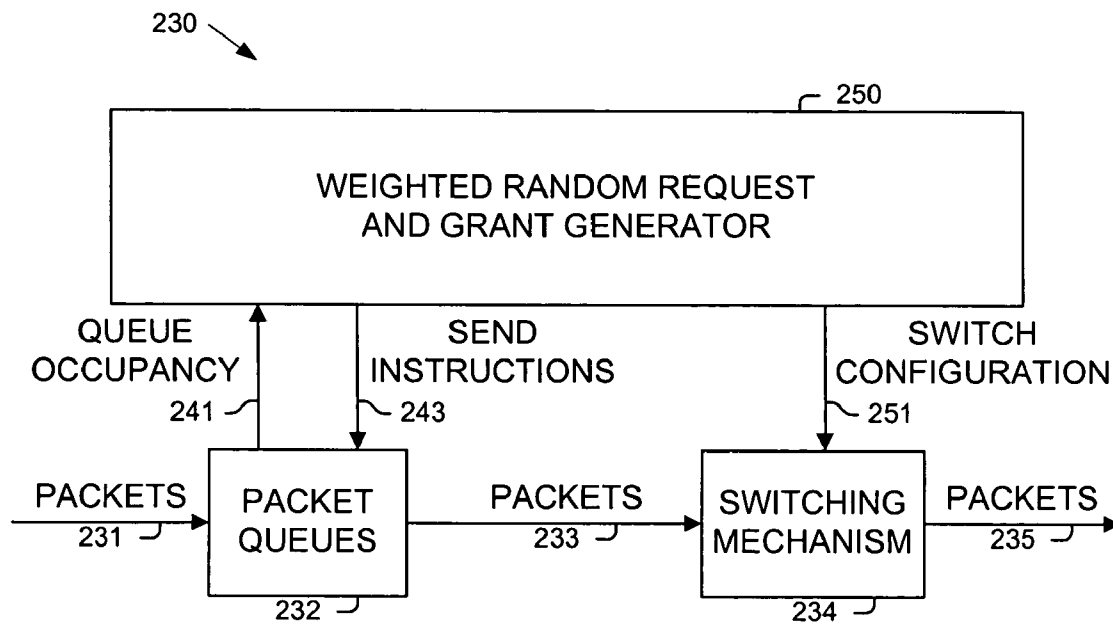 230
250
WEIGHTED RANDOM REQUEST
AND GRANT GENERATOR
QUEUE
OCCUPANCY
241
SEND
INSTRUCTIONS
243
SWITCH
CONFIGURATION
251
PACKETS
231
PACKET
QUEUES
232
PACKETS
233
SWITCHING
MECHANISM
234
PACKETS
235